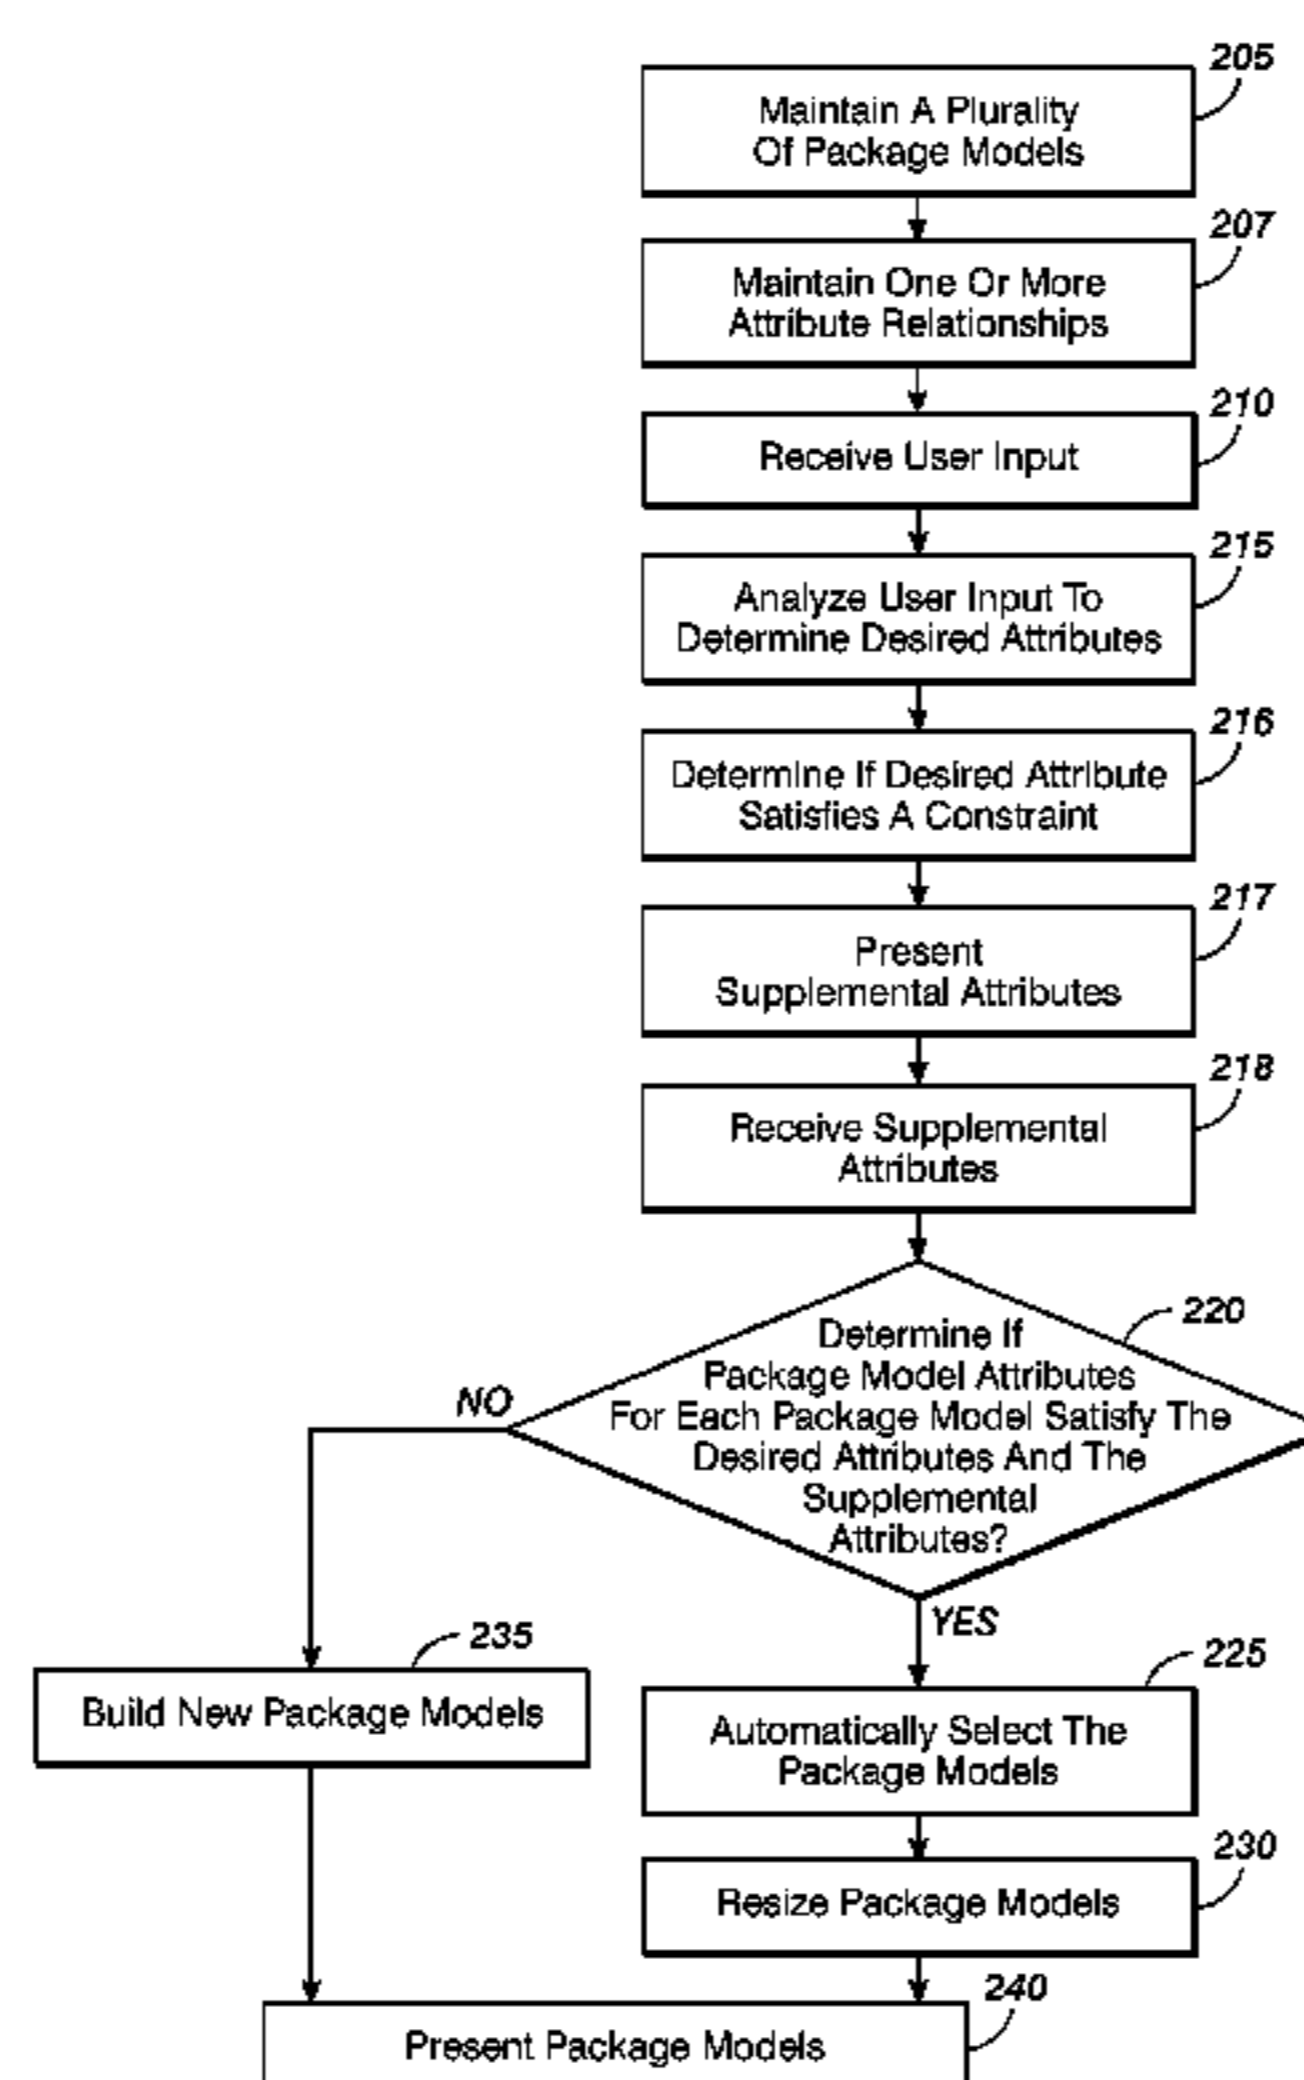 205
Maintain A Plurality
Of Package Models
207
Maintain One Or More
Attribute Relationships
210
Receive User Input
215
Analyze User Input To
Determine Desired Attributes
216
Determine If Desired Attribute
Satisfies A Constraint
217
Present
Supplemental Attributes
218
Receive Supplemental
Attributes
220
Determine If
Package Model Attributes
For Each Package Model Satisfy The
Desired Attributes And The
Supplemental
Attributes?
NO
YES
235
Build New Package Models
225
Automatically Select The
Package Models
230
Resize Package Models
240
Present Package Models